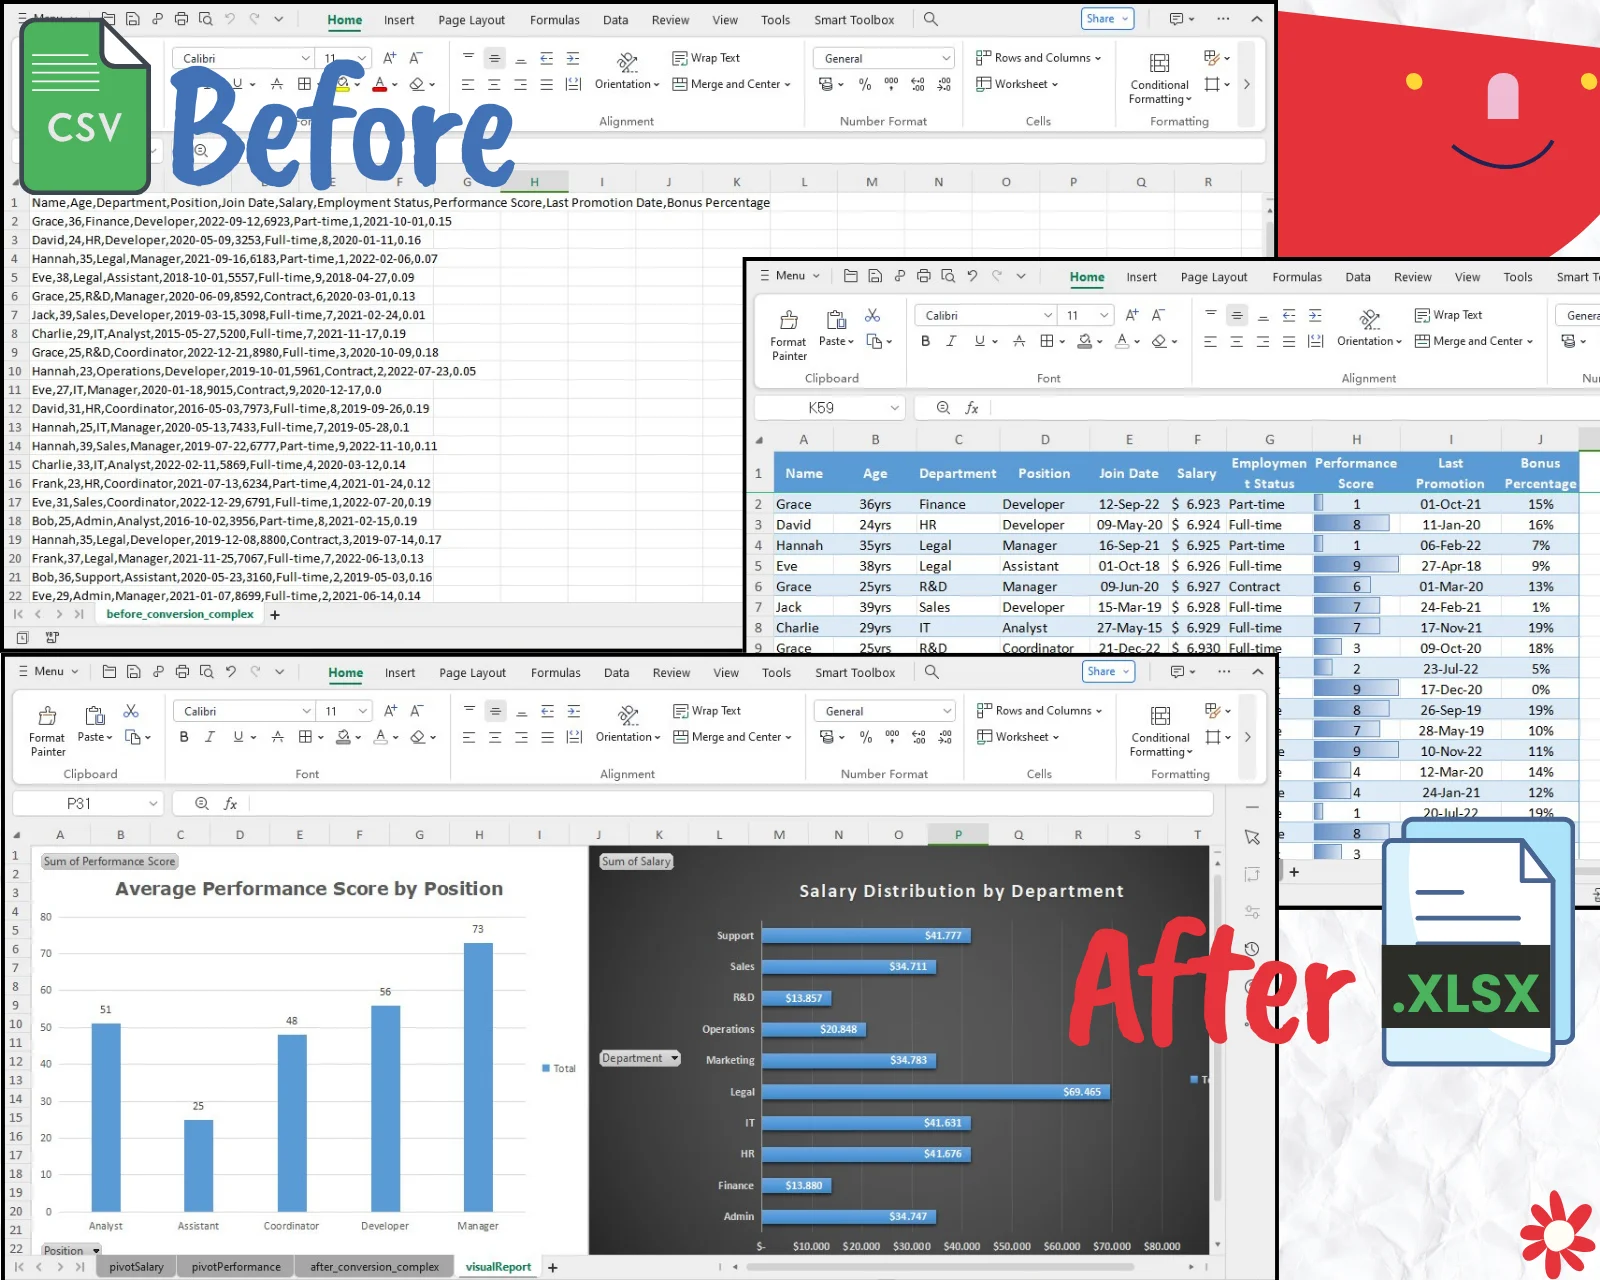 Menu
Home Insert Page Layout Formulas Data Review View Tools Smart Toolbox Share
Calibri 11
Wrap Text
General
Rows and Columns
Orientation Merge and Center
Worksheet
Conditional Formatting
Alignment Number Format Cells Formatting
CSV
Before
G H I J K L M N O P Q R
1 Name,Age,Department,Position,Join Date,Salary,Employment Status,Performance Score,Last Promotion Date,Bonus Percentage
2 Grace,36,Finance,Developer,2022-09-12,6923,Part-time,1,2021-10-01,0.15
3 David,24,HR,Developer,2020-05-09,3253,Full-time,8,2020-01-11,0.16
4 Hannah,35,Legal,Manager,2021-09-16,6183,Part-time,1,2022-02-06,0.07
5 Eve,38,Legal,Assistant,2018-10-01,5557,Full-time,9,2018-04-27,0.09
6 Grace,25,R&D,Manager,2020-06-09,8592,Contract,6,2020-03-01,0.13
7 Jack,39,Sales,Developer,2019-03-15,3098,Full-time,7,2021-02-24,0.01
8 Charlie,29,IT,Analyst,2015-05-27,5200,Full-time,7,2021-11-17,0.19
9 Grace,25,R&D,Coordinator,2022-12-21,8980,Full-time,3,2020-10-09,0.18
10 Hannah,23,Operations,Developer,2019-10-01,5961,Contract,2,2022-07-23,0.05
11 Eve,27,IT,Manager,2020-01-18,9015,Contract,9,2020-12-17,0.0
12 David,31,HR,Coordinator,2016-05-03,7973,Full-time,8,2019-09-26,0.19
13 Hannah,25,IT,Manager,2020-05-13,7433,Full-time,7,2019-05-28,0.1
14 Hannah,39,Sales,Manager,2019-07-22,6777,Part-time,9,2022-11-10,0.11
15 Charlie,33,IT,Analyst,2022-02-11,5869,Full-time,4,2020-03-12,0.14
16 Frank,23,HR,Coordinator,2021-07-13,6234,Part-time,4,2021-01-24,0.12
17 Eve,31,Sales,Coordinator,2022-12-29,6791,Full-time,1,2022-07-20,0.19
18 Bob,25,Admin,Analyst,2016-10-02,3956,Part-time,8,2021-02-15,0.19
19 Hannah,35,Legal,Developer,2019-12-08,8800,Contract,3,2019-07-14,0.17
20 Frank,37,Legal,Manager,2021-11-25,7067,Full-time,7,2022-06-13,0.13
21 Bob,36,Support,Assistant,2020-05-23,3160,Full-time,2,2019-05-03,0.16
22 Eve,29,Admin,Manager,2021-01-07,8699,Full-time,2,2021-06-14,0.14
before_conversion_complex +
Menu
Home Insert Page Layout Formulas Data Review View Tools Smart
Calibri 11
Wrap Text
Format Painter Paste
B I U A A
Orientation Merge and Center
Clipboard Font Alignment
K59 fx
A B C D E F G H I J
1 Name Age Department Position Join Date Salary Employment Status Performance Score Last Promotion Bonus Percentage
2 Grace 36yrs Finance Developer 12-Sep-22 $ 6.923 Part-time 1 01-Oct-21 15%
3 David 24yrs HR Developer 09-May-20 $ 6.924 Full-time 8 11-Jan-20 16%
4 Hannah 35yrs Legal Manager 16-Sep-21 $ 6.925 Part-time 1 06-Feb-22 7%
5 Eve 38yrs Legal Assistant 01-Oct-18 $ 6.926 Full-time 9 27-Apr-18 9%
6 Grace 25yrs R&D Manager 09-Jun-20 $ 6.927 Contract 6 01-Mar-20 13%
7 Jack 39yrs Sales Developer 15-Mar-19 $ 6.928 Full-time 7 24-Feb-21 1%
8 Charlie 29yrs IT Analyst 27-May-15 $ 6.929 Full-time 7 17-Nov-21 19%
9 Grace 25yrs R&D Coordinator 21-Dec-22 $ 6.930 Full-time 3 09-Oct-20 18%
2 23-Jul-22 5%
9 17-Dec-20 0%
8 26-Sep-19 19%
7 28-May-19 10%
9 10-Nov-22 11%
4 12-Mar-20 14%
4 24-Jan-21 12%
1 20-Jul-22 19%
8
3
+
Menu
Home Insert Page Layout Formulas Data Review View Tools Smart Toolbox Share
Calibri 11
Wrap Text
General
Rows and Columns
Format Painter Paste
B I U A A
Orientation Merge and Center
Worksheet
Conditional Formatting
Clipboard Font Alignment Number Format Cells Formatting
P31 fx
A B C D E F G H I J K L M N O P Q R S T
1
2
3
4
5
6
7
8
9
10
11
12
13
14
15
16
17
18
19
20
21
22
Sum of Performance Score
Average Performance Score by Position
80
70
60
50
40
30
20
10
0
51 25 48 56 73
Analyst Assistant Coordinator Developer Manager
Total
Position
Sum of Salary
Salary Distribution by Department
Department
Support $41.777
Sales $34.711
R&D $13.857
Operations $20.848
Marketing $34.783
Legal $69.465
IT $41.631
HR $41.676
Finance $13.880
Admin $34.747
$- $10.000 $20.000 $30.000 $40.000 $50.000 $60.000 $70.000 $80.000
pivotSalary pivotPerformance after_conversion_complex visualReport +
After
.XLSX